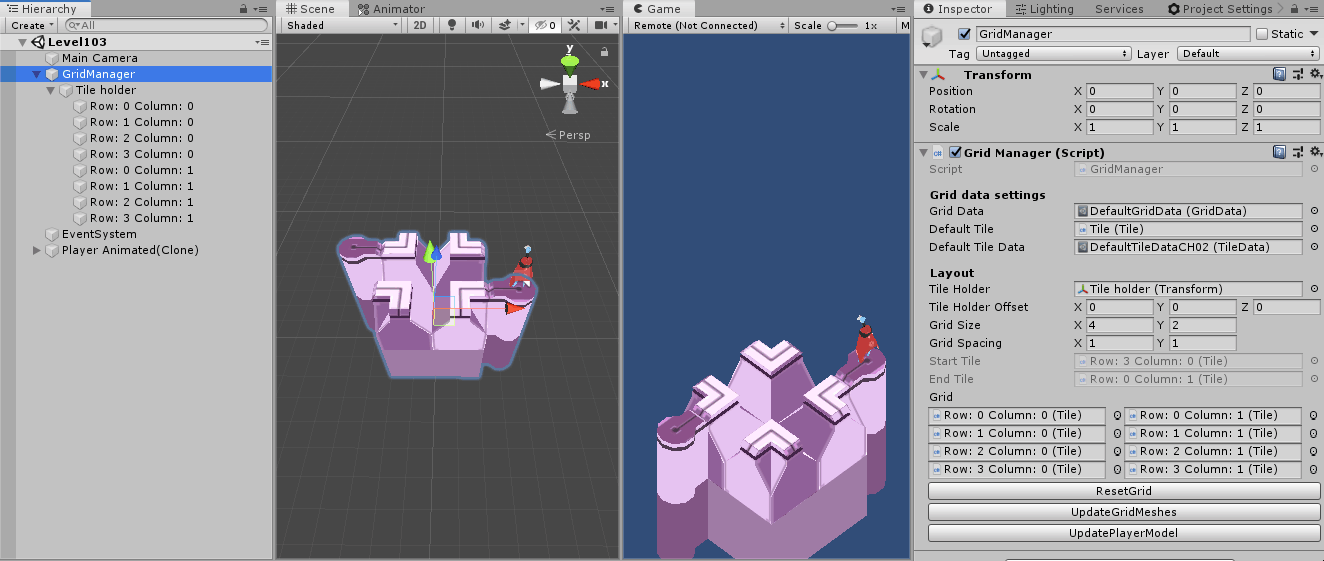 Hierarchy
Create
All
Level103
Main Camera
GridManager
Tile holder
Row: 0 Column: 0
Row: 1 Column: 0
Row: 2 Column: 0
Row: 3 Column: 0
Row: 0 Column: 1
Row: 1 Column: 1
Row: 2 Column: 1
Row: 3 Column: 1
EventSystem
Player Animated(Clone)
Scene Animator
Shaded 2D 0
y
x
Persp
Game
Remote (Not Connected) Scale 1x M
Inspector Lighting Services Project Settings
GridManager Static
Tag Untagged Layer Default
Transform
Position X 0 Y 0 Z 0
Rotation X 0 Y 0 Z 0
Scale X 1 Y 1 Z 1
Grid Manager (Script)
Script GridManager
Grid data settings
Grid Data DefaultGridData (GridData)
Default Tile Tile (Tile)
Default Tile Data DefaultTileDataCH02 (TileData)
Layout
Tile Holder Tile holder (Transform)
Tile Holder Offset X 0 Y 0 Z 0
Grid Size X 4 Y 2
Grid Spacing X 1 Y 1
Start Tile Row: 3 Column: 0 (Tile)
End Tile Row: 0 Column: 1 (Tile)
Grid
Row: 0 Column: 0 (Tile) Row: 0 Column: 1 (Tile)
Row: 1 Column: 0 (Tile) Row: 1 Column: 1 (Tile)
Row: 2 Column: 0 (Tile) Row: 2 Column: 1 (Tile)
Row: 3 Column: 0 (Tile) Row: 3 Column: 1 (Tile)
ResetGrid
UpdateGridMeshes
UpdatePlayerModel